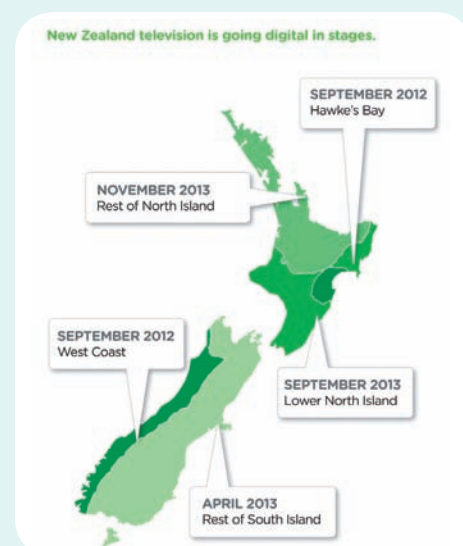 New Zealand television is going digital in stages.
SEPTEMBER 2012
Hawke's Bay
NOVEMBER 2013
Rest of North Island
SEPTEMBER 2012
West Coast
SEPTEMBER 2013
Lower North Island
APRIL 2013
Rest of South Island